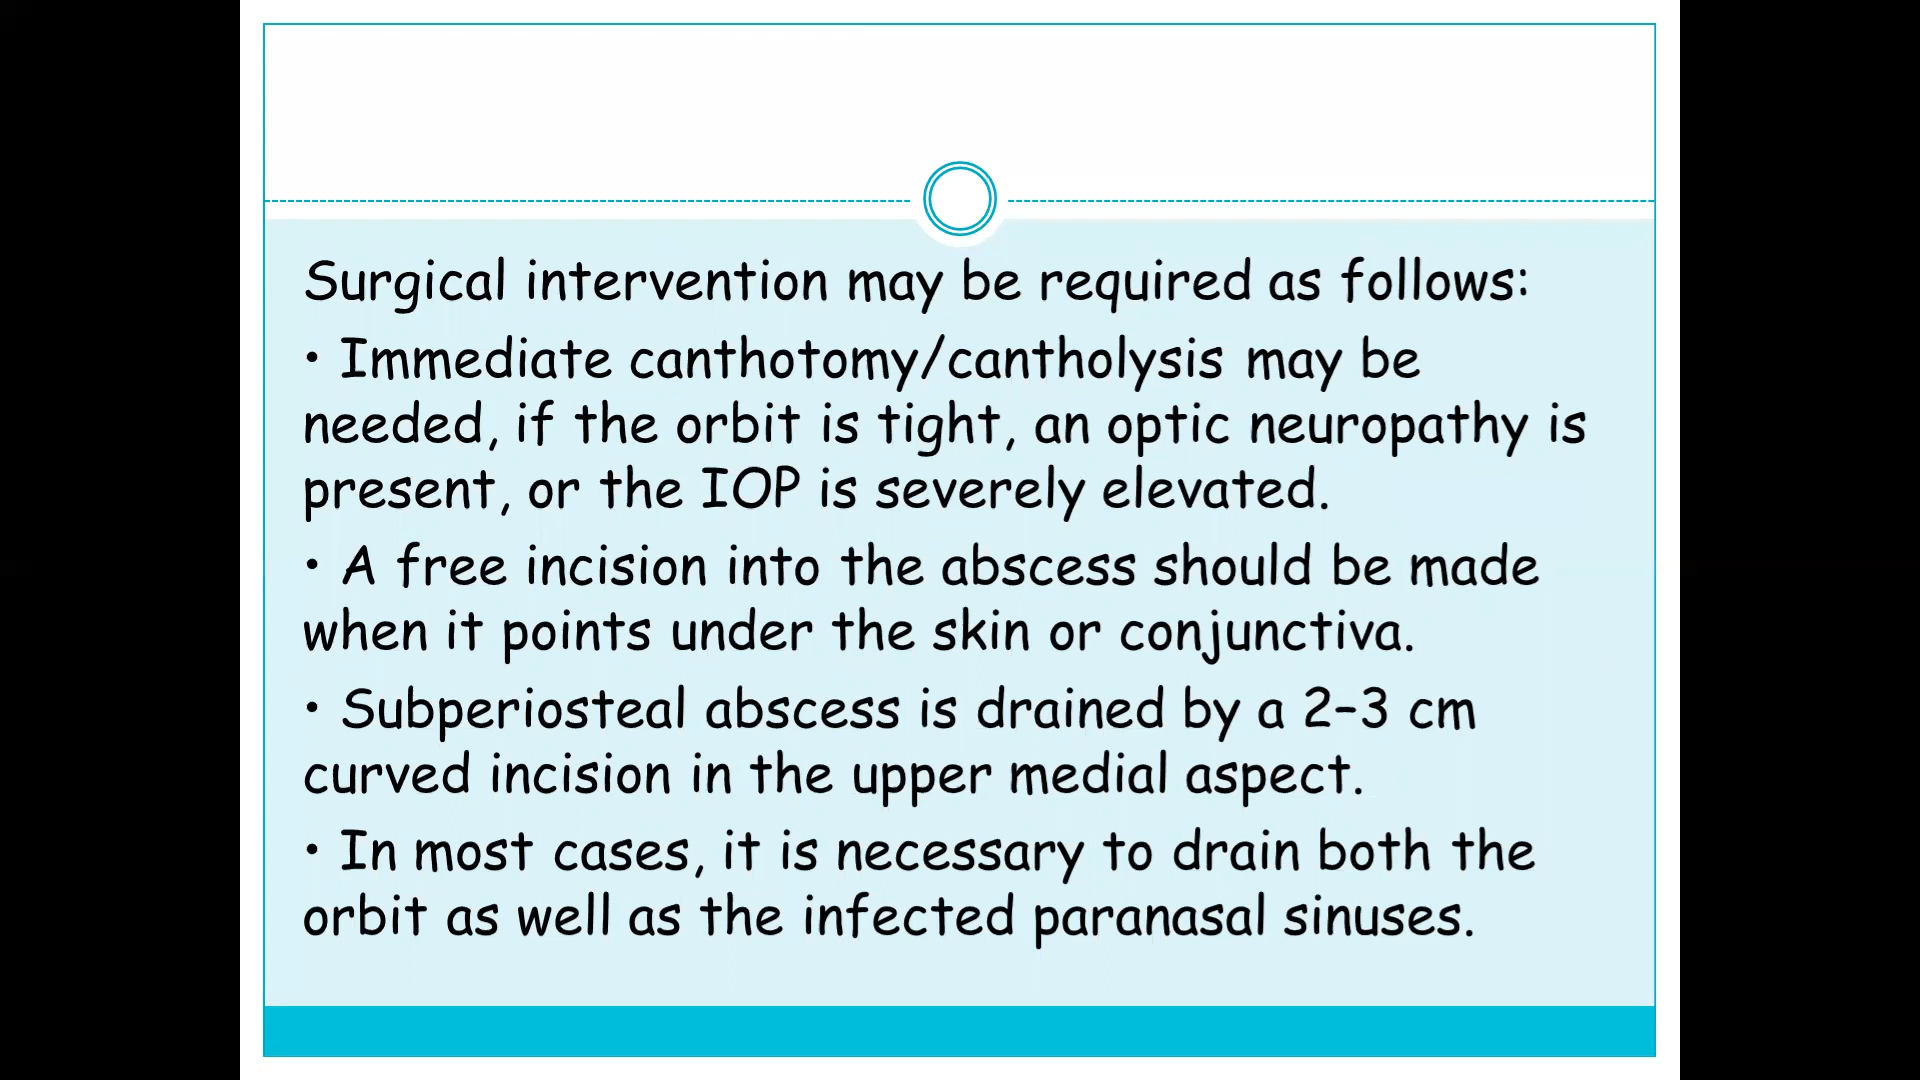 Surgical intervention may be required as follows:
• Immediate canthotomy/cantholysis may be
needed, if the orbit is tight, an optic neuropathy is
present, or the IOP is severely elevated.
• A free incision into the abscess should be made
when it points under the skin or conjunctiva.
• Subperiosteal abscess is drained by a 2–3 cm
curved incision in the upper medial aspect.
• In most cases, it is necessary to drain both the
orbit as well as the infected paranasal sinuses.